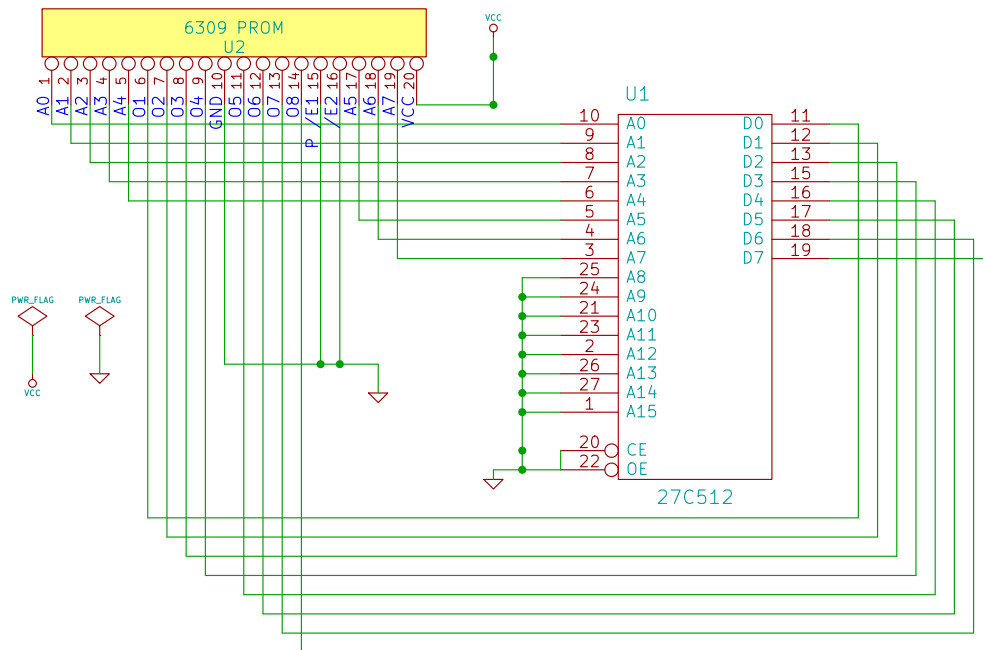 6309 PROM
U2
VCC
1 2 3 4 5 6 7 8 9 10 11 12 13 14 15 16 17 18 19 20
A0 A1 A2 A3 A4 O1 O2 O3 O4 GND O5 O6 O7 O8 P /E1 /E2 A5 A6 A7 VCC
U1
10 A0 D0 11
9 A1 D1 12
8 A2 D2 13
7 A3 D3 15
6 A4 D4 16
5 A5 D5 17
4 A6 D6 18
3 A7 D7 19
25 A8
24 A9
21 A10
23 A11
2 A12
26 A13
27 A14
1 A15
20 CE
22 OE
27C512
PWR_FLAG PWR_FLAG
VCC